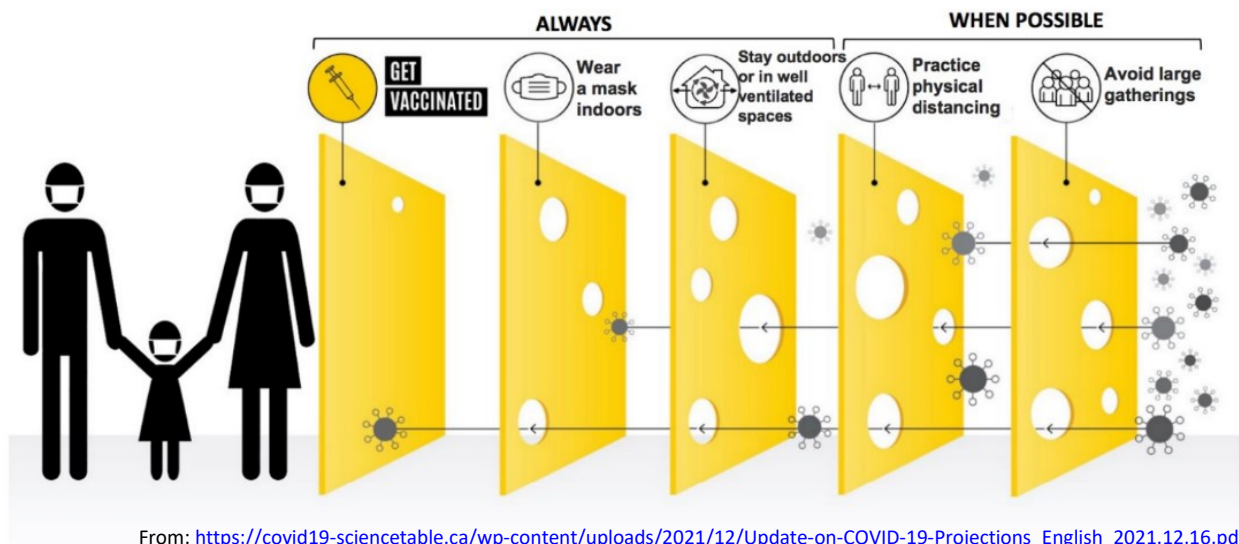 ALWAYS
WHEN POSSIBLE
GET
VACCINATED
Wear
a mask
indoors
Stay outdoors
or in well
ventilated
spaces
Practice
physical
distancing
Avoid large
gatherings
From: https://covid19-sciencetable.ca/wp-content/uploads/2021/12/Update-on-COVID-19-Projections_English_2021.12.16.pd